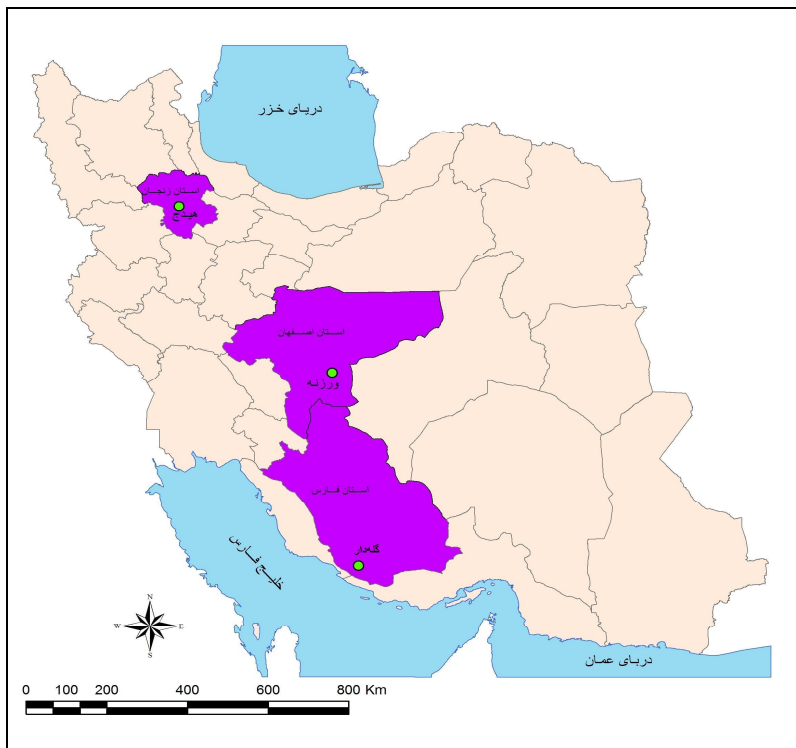 دریای خزر
استان زنجان
هیدج
استان اصفهان
ورزنه
استان فارس
گله‌دار
خلیج فارس
دریای عمان
N
W E
S
0 100 200 400 600 800 Km